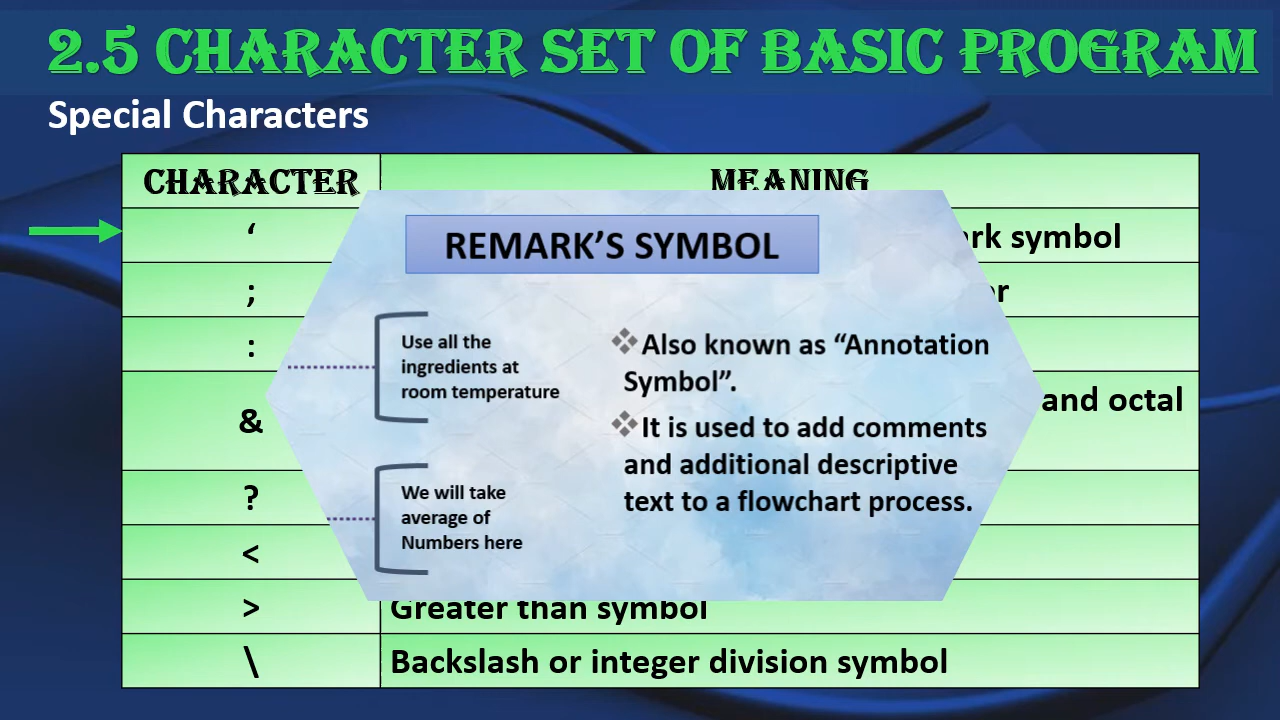 2.5 CHARACTER SET OF BASIC PROGRAM
Special Characters
CHARACTER MEANING
‘ symbol
;
:
& and octal
?
<
> Greater than symbol
\ Backslash or integer division symbol
REMARK’S SYMBOL
Use all the
ingredients at
room temperature
We will take
average of
Numbers here
❖Also known as “Annotation
Symbol”.
❖It is used to add comments
and additional descriptive
text to a flowchart process.